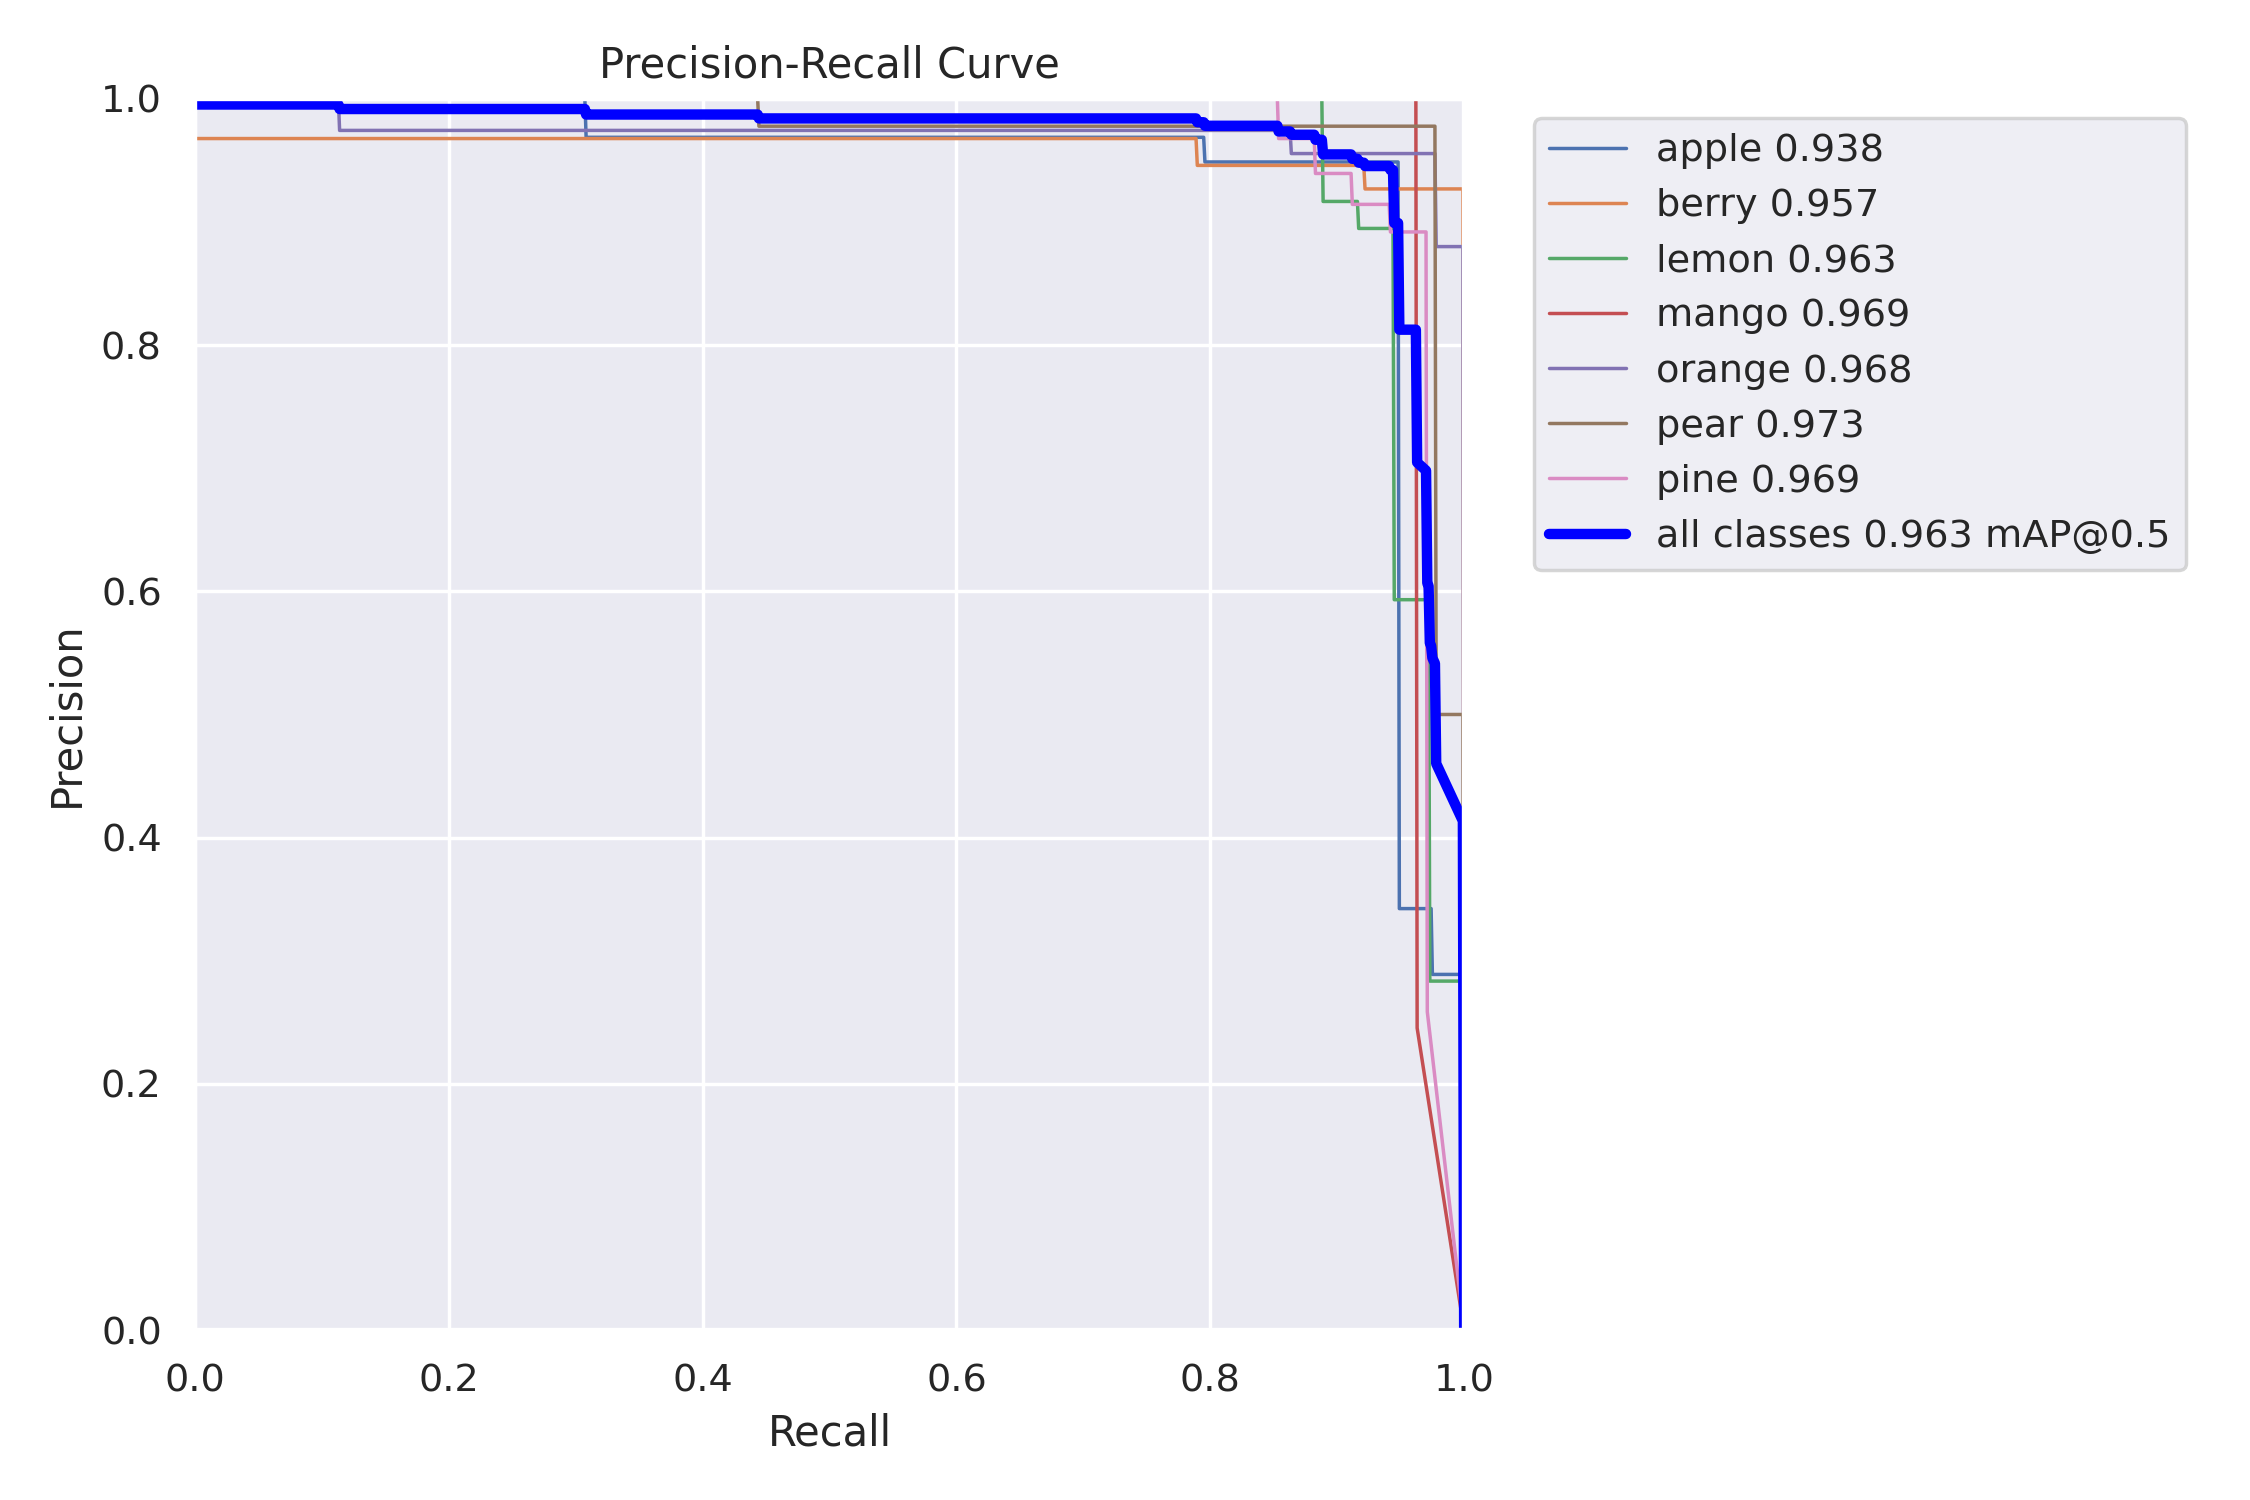 Precision-Recall Curve
1.0
0.8
0.6
0.4
0.2
0.0
Precision
0.0 0.2 0.4 0.6 0.8 1.0
Recall
apple 0.938
berry 0.957
lemon 0.963
mango 0.969
orange 0.968
pear 0.973
pine 0.969
all classes 0.963 mAP@0.5